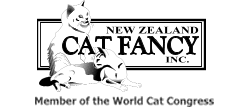 NEW ZEALAND
CAT FANCY
INC.
Member of the World Cat Congress